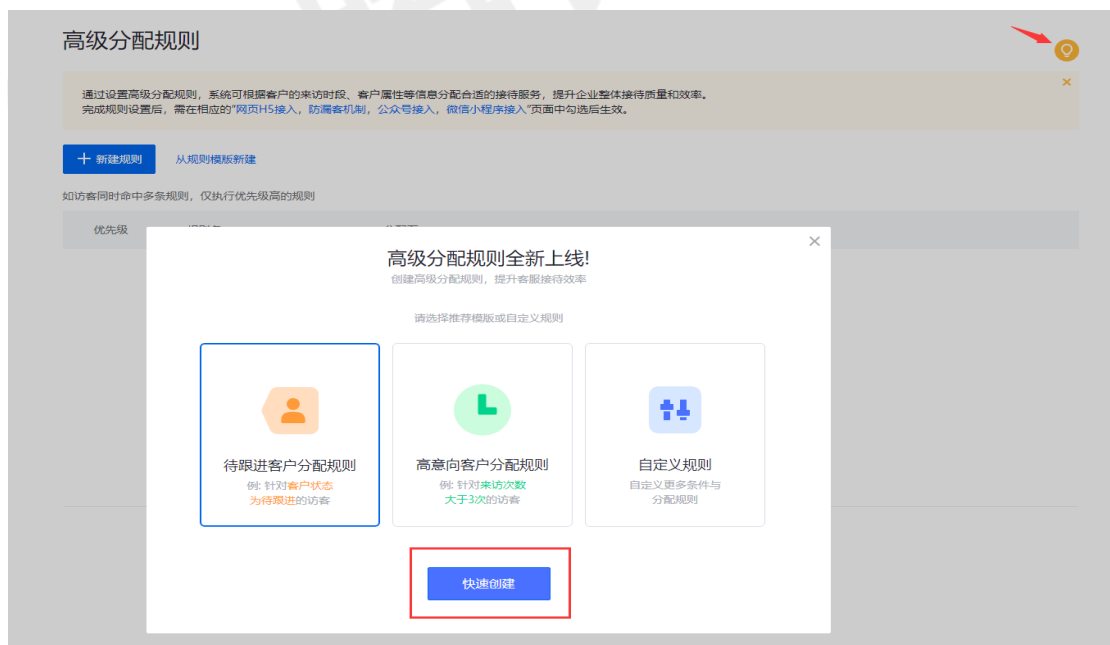 高级分配规则
通过设置高级分配规则，系统可根据客户的来访时段、客户属性等信息分配合适的接待服务，提升企业整体接待质量和效率。
完成规则设置后，需在相应的"网页H5接入，防漏客机制，公众号接入，微信小程序接入"页面中勾选后生效。
新建规则 从规则模版新建
如访客同时命中多条规则，仅执行优先级高的规则
优先级
高级分配规则全新上线!
创建高级分配规则，提升客服接待效率
请选择推荐模版或自定义规则
待跟进客户分配规则
例: 针对客户状态
为待跟进的访客
高意向客户分配规则
例: 针对来访次数
大于3次的访客
自定义规则
自定义更多条件与
分配规则
快速创建